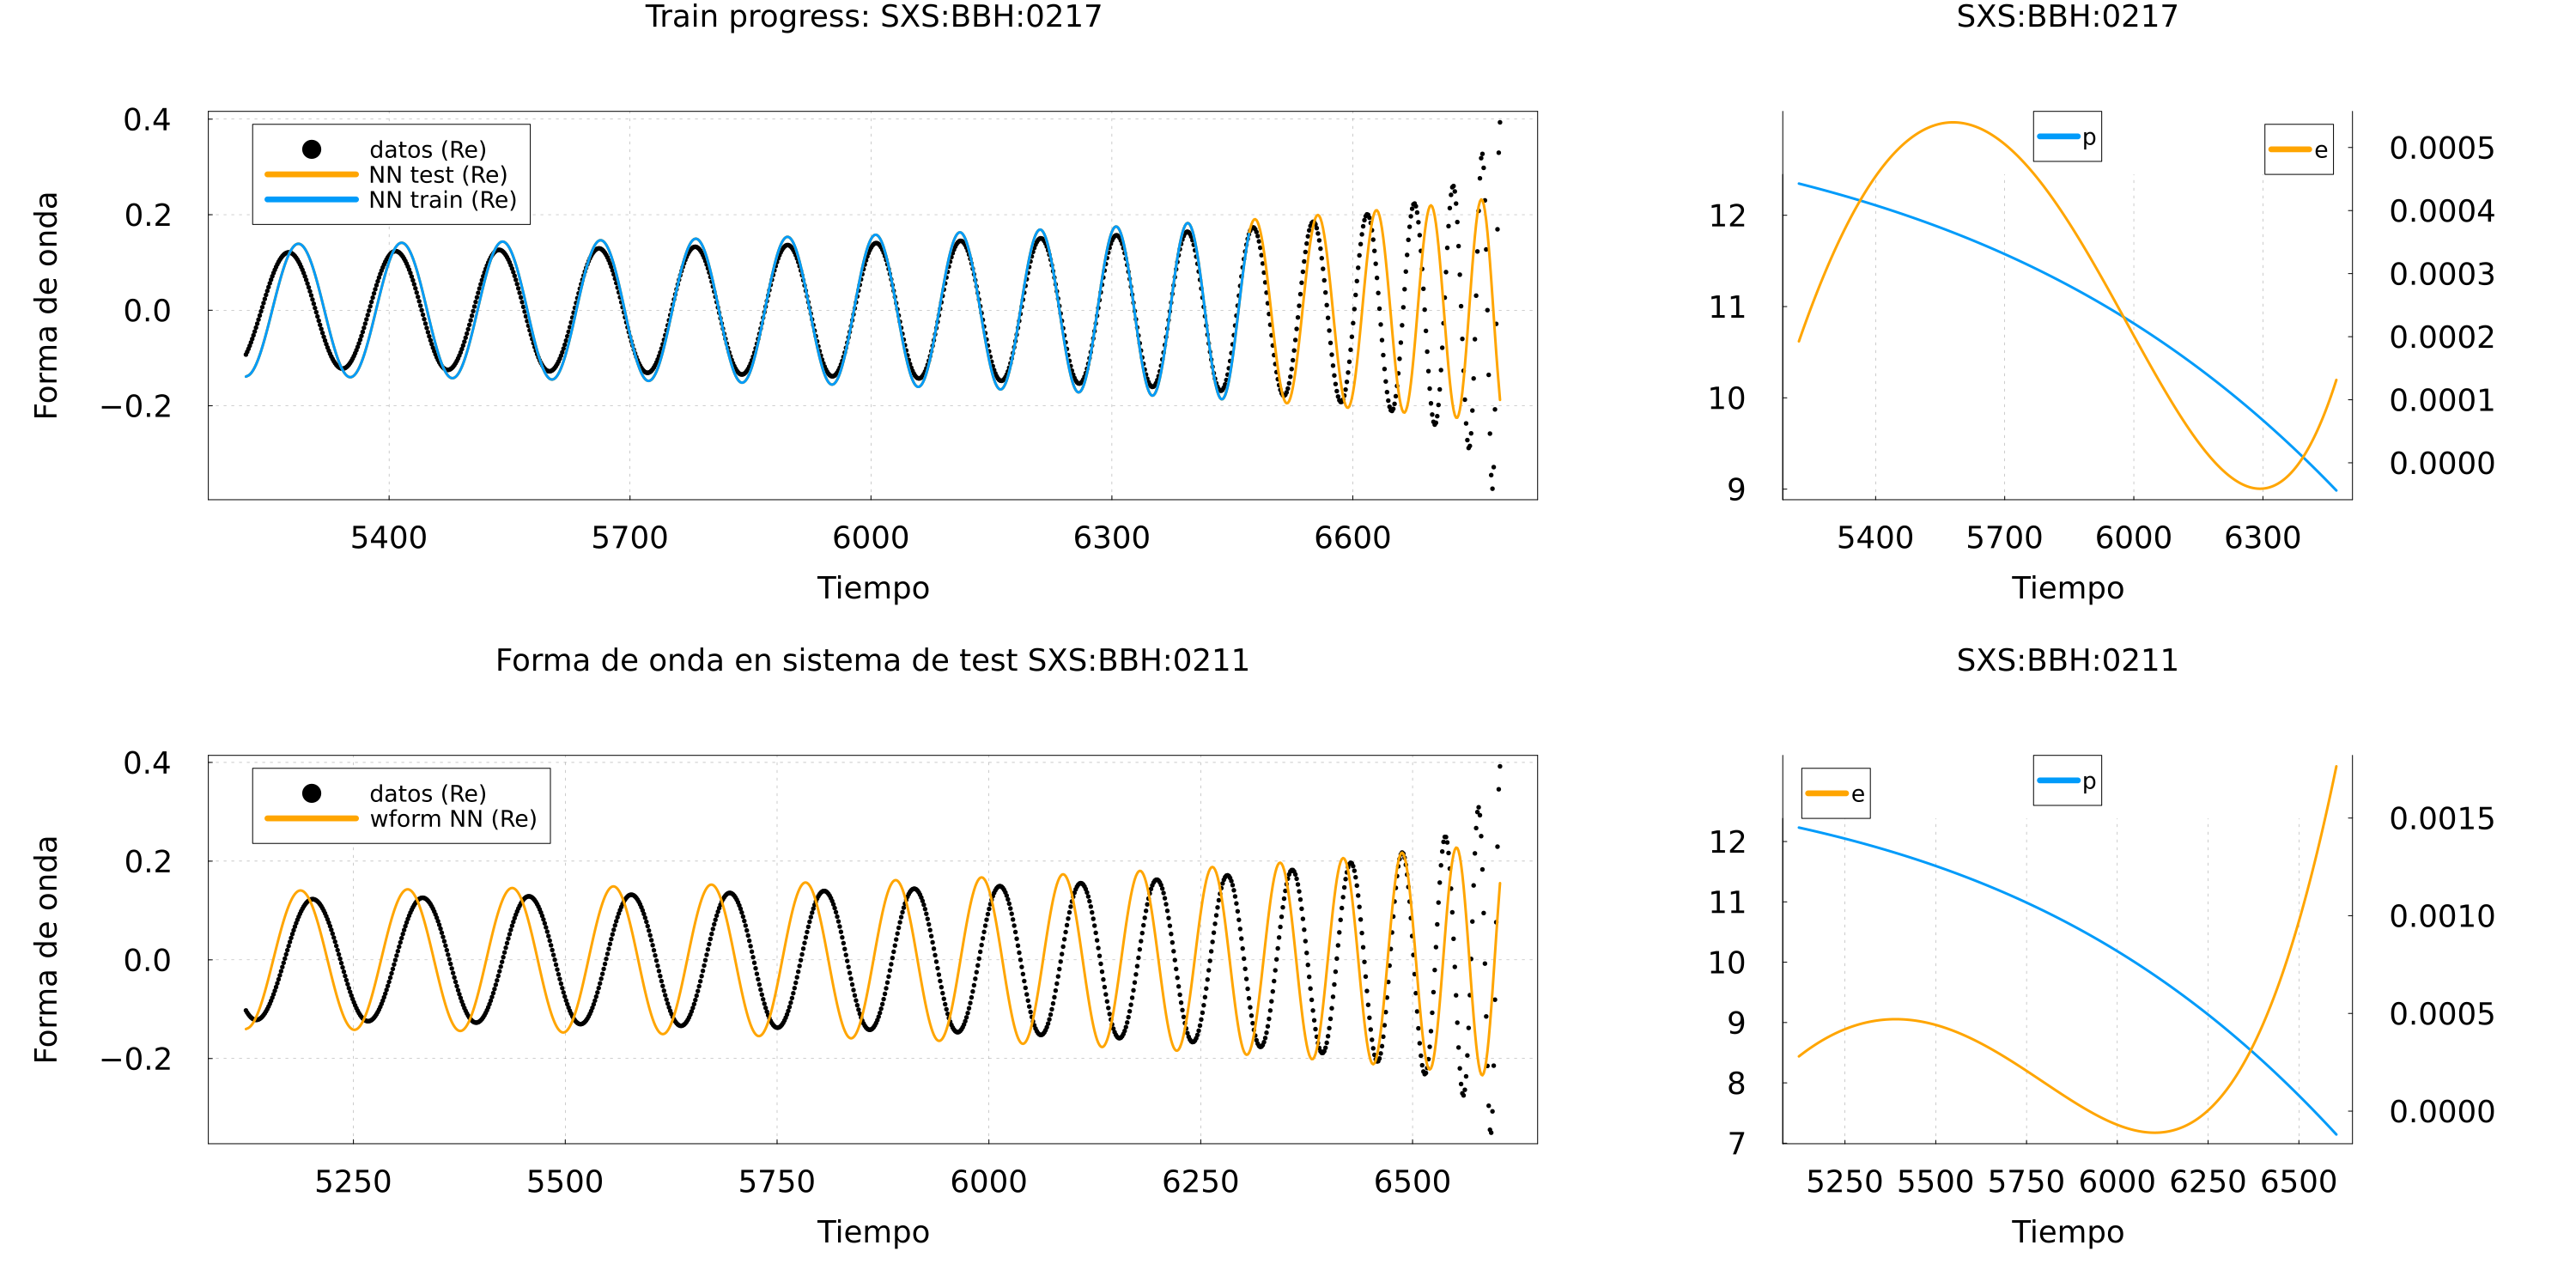 Train progress: SXS:BBH:0217
Forma de onda
0.4
0.2
0.0
−0.2
datos (Re)
NN test (Re)
NN train (Re)
5400 5700 6000 6300 6600
Tiempo
SXS:BBH:0217
12
11
10
9
p
e
0.0005
0.0004
0.0003
0.0002
0.0001
0.0000
5400 5700 6000 6300
Tiempo
Forma de onda en sistema de test SXS:BBH:0211
Forma de onda
0.4
0.2
0.0
−0.2
datos (Re)
wform NN (Re)
5250 5500 5750 6000 6250 6500
Tiempo
SXS:BBH:0211
12
11
10
9
8
7
e
p
0.0015
0.0010
0.0005
0.0000
5250 5500 5750 6000 6250 6500
Tiempo